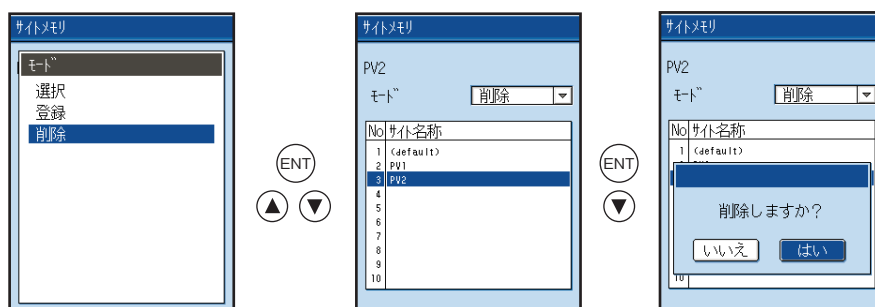 サイトメモリ
モード
選択
登録
削除
ENT
サイトメモリ
PV2
モード 削除
No サイト名称
1 (default)
2 PV1
3 PV2
4
5
6
7
8
9
10
ENT
サイトメモリ
PV2
モード 削除
No サイト名称
1 (default)
削除しますか?
いいえ はい
10